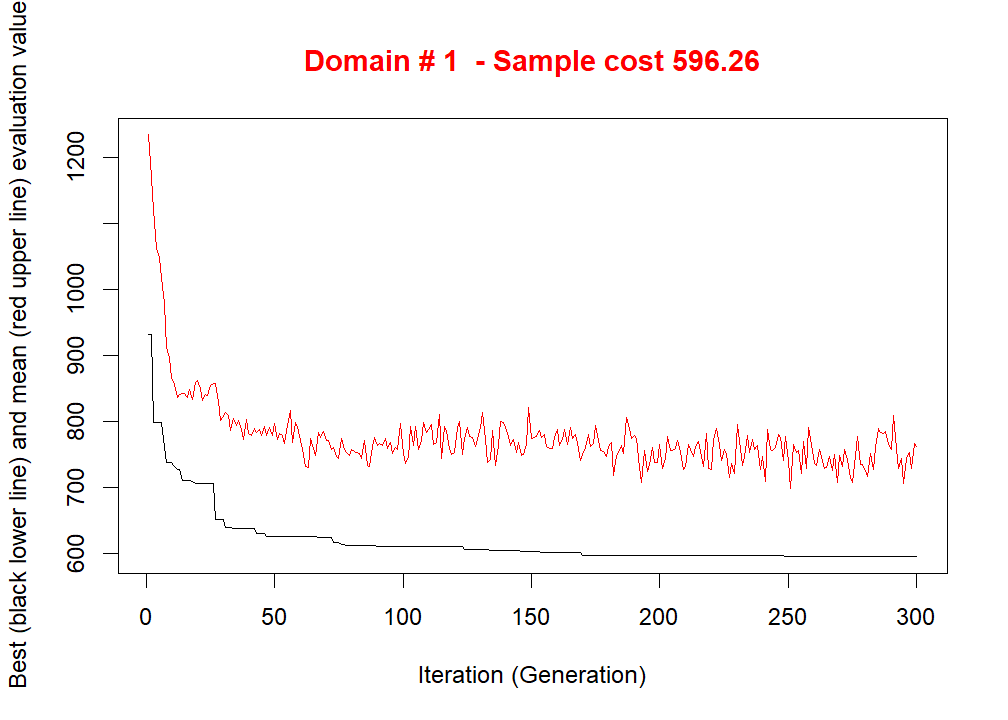 Domain # 1  - Sample cost 596.26
Best (black lower line) and mean (red upper line) evaluation value
1200
1000
900
800
700
600
0 50 100 150 200 250 300
Iteration (Generation)